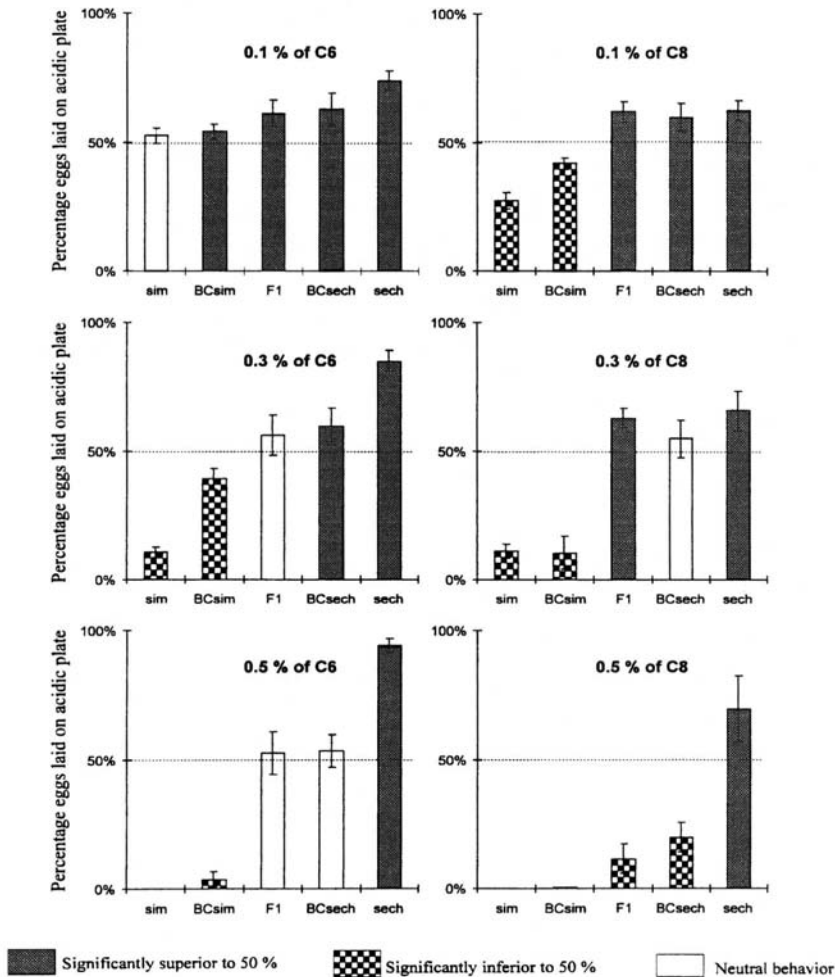 Percentage eggs laid on acidic plate
100%
50%
0%
0.1 % of C6
sim BCsim F1 BCsech sech
100%
50%
0%
0.1 % of C8
sim BCsim F1 BCsech sech
Percentage eggs laid on acidic plate
100%
50%
0%
0.3 % of C6
sim BCsim F1 BCsech sech
100%
50%
0%
0.3 % of C8
sim BCsim F1 BCsech sech
Percentage eggs laid on acidic plate
100%
50%
0%
0.5 % of C6
sim BCsim F1 BCsech sech
100%
50%
0%
0.5 % of C8
sim BCsim F1 BCsech sech
Significantly superior to 50 % Significantly inferior to 50 % Neutral behavior